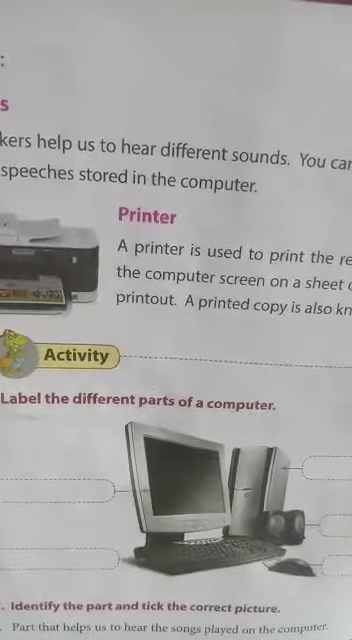 :
s
kers help us to hear different sounds. You can
speeches stored in the computer.
Printer
A printer is used to print the re
the computer screen on a sheet o
printout. A printed copy is also kn
Activity
Label the different parts of a computer.
. Identify the part and tick the correct picture.
. Part that helps us to hear the songs played on the computer.